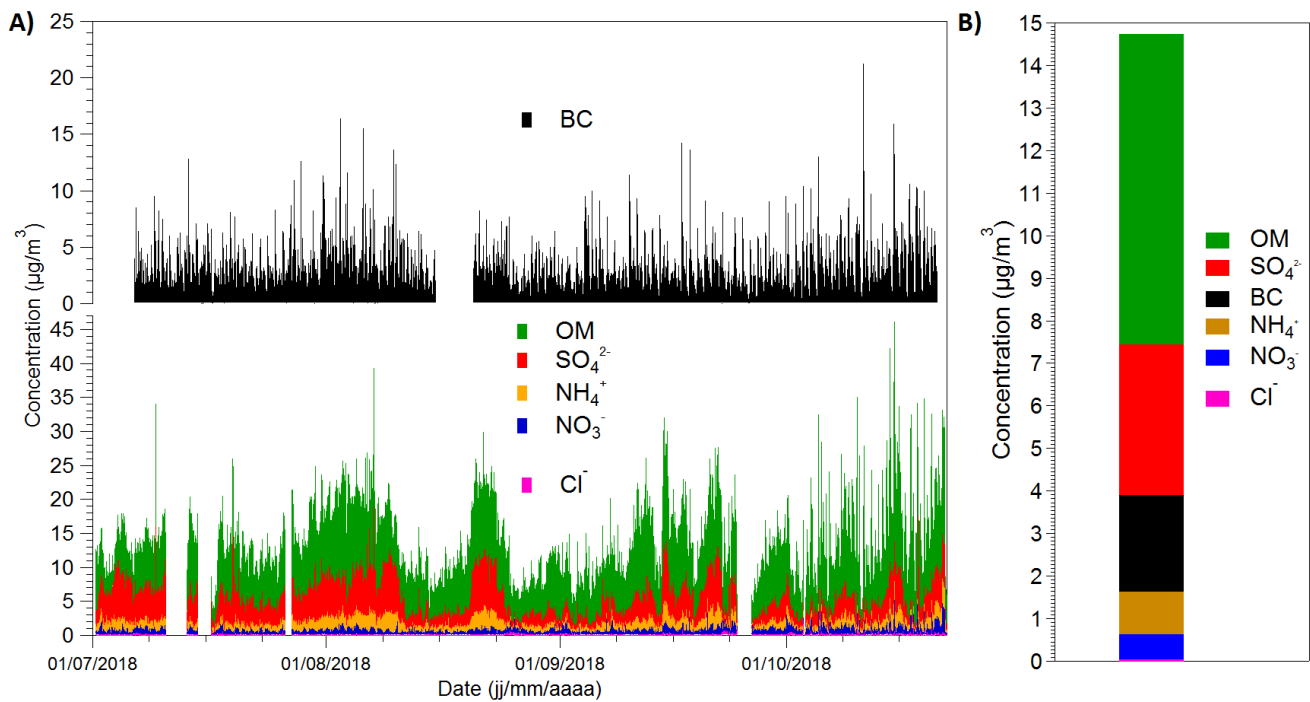 A)
25
20
15
10
5
0
BC
45
40
35
30
25
20
15
10
5
0
OM
SO₄²⁻
NH₄⁺
NO₃⁻
Cl⁻
Concentration (µg/m³)
01/07/2018 01/08/2018 01/09/2018 01/10/2018
Date (jj/mm/aaaa)
B)
15
14
13
12
11
10
9
8
7
6
5
4
3
2
1
0
Concentration (µg/m³)
OM
SO₄²⁻
BC
NH₄⁺
NO₃⁻
Cl⁻